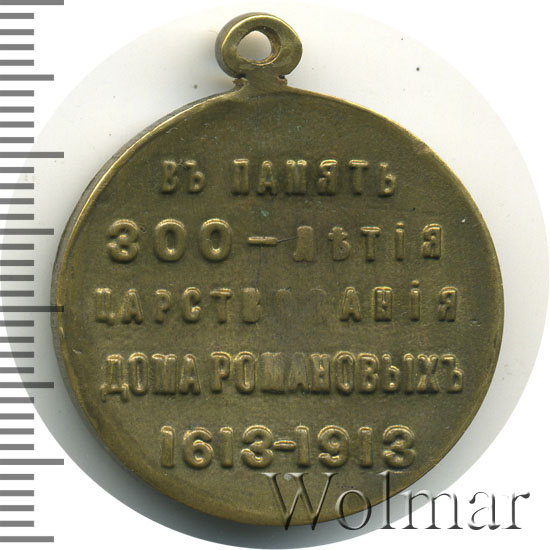 ВЪ ПАМЯТЬ
300-ЛѢТІЯ
ЦАРСТВОВАНІЯ
ДОМА РОМАНОВЫХЪ
1613-1913
Wolmar